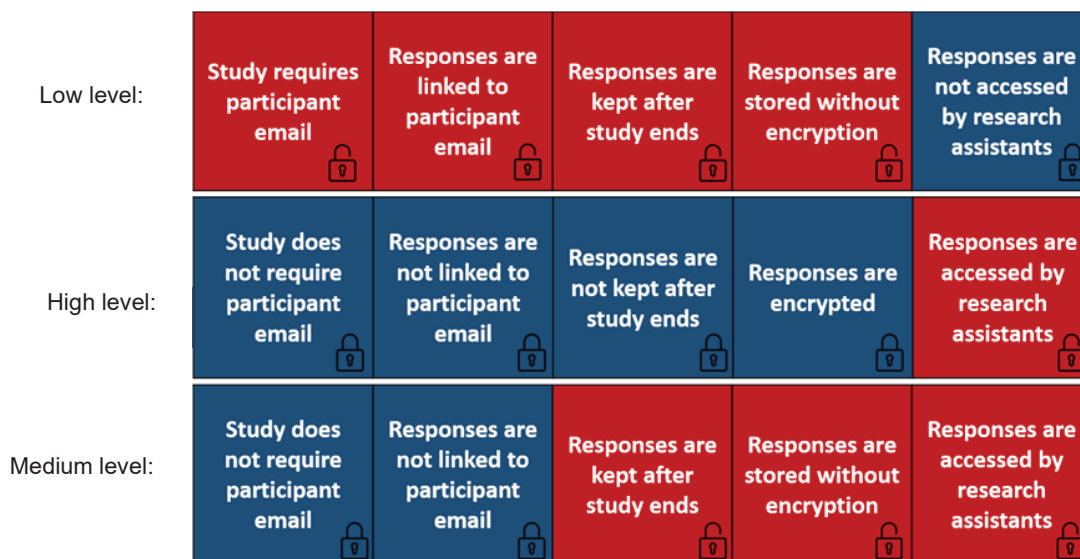 Low level:
Study requires
participant
email
Responses are
linked to
participant
email
Responses are
kept after
study ends
Responses are
stored without
encryption
Responses are
not accessed
by research
assistants
High level:
Study does
not require
participant
email
Responses are
not linked to
participant
email
Responses are
not kept after
study ends
Responses are
encrypted
Responses are
accessed by
research
assistants
Medium level:
Study does
not require
participant
email
Responses are
not linked to
participant
email
Responses are
kept after
study ends
Responses are
stored without
encryption
Responses are
accessed by
research
assistants